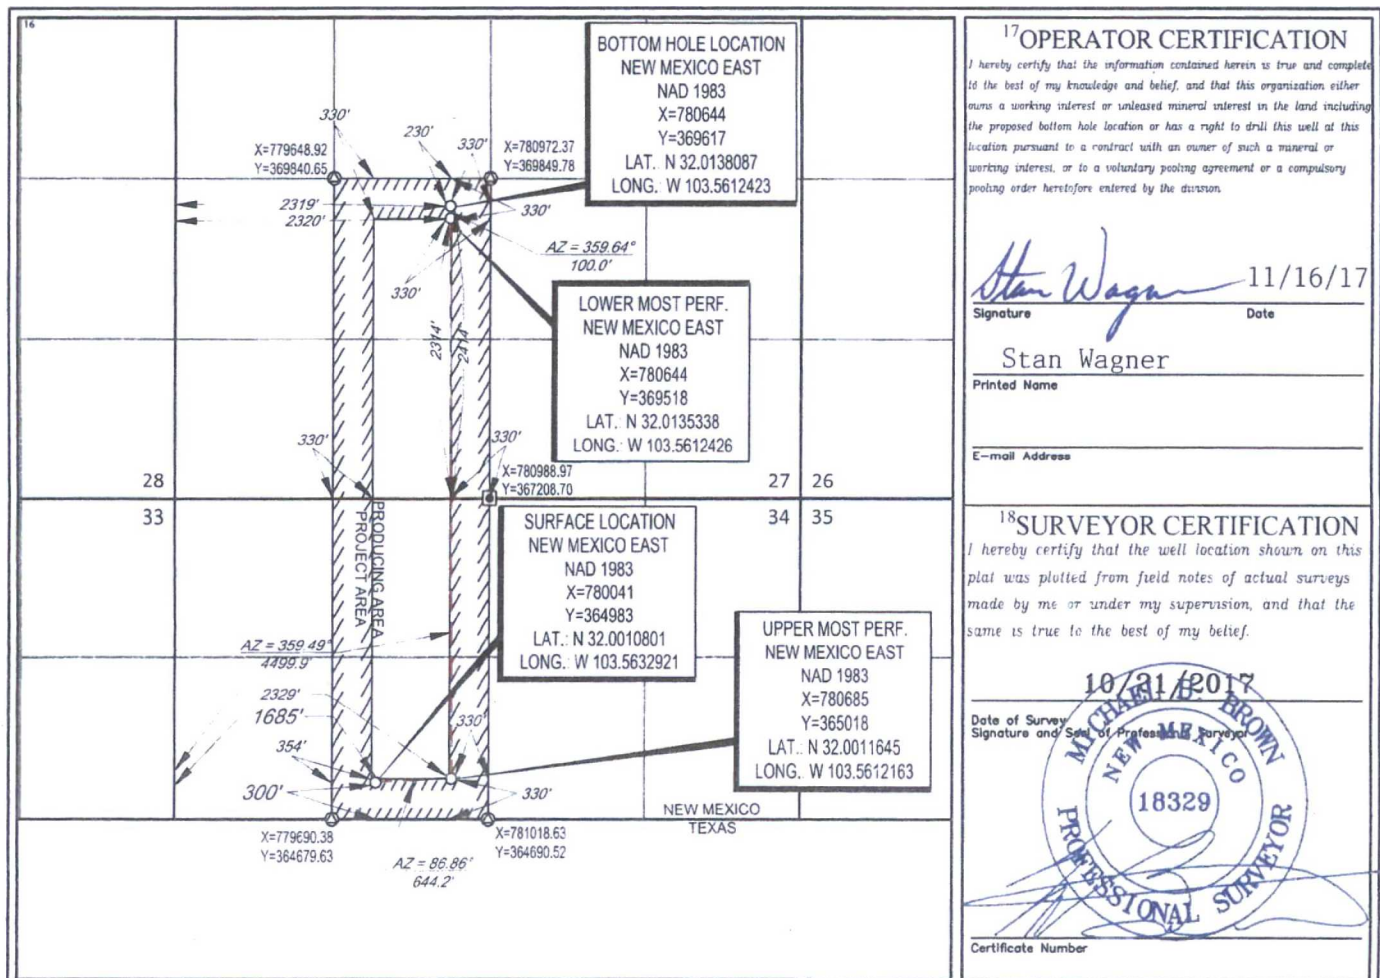 16
BOTTOM HOLE LOCATION
NEW MEXICO EAST
NAD 1983
X=780644
Y=369617
LAT.: N 32.0138087
LONG.: W 103.5612423
330'
230'
330'
X=779648.92
Y=369840.65
X=780972.37
Y=369849.78
2319'
2320'
330'
AZ = 359.64°
100.0'
330'
LOWER MOST PERF.
NEW MEXICO EAST
NAD 1983
X=780644
Y=369518
LAT.: N 32.0135338
LONG.: W 103.5612426
2314'
2414'
330'
330'
X=780988.97
Y=367208.70
28
33
27
26
34
35
PRODUCING AREA
PROJECT AREA
SURFACE LOCATION
NEW MEXICO EAST
NAD 1983
X=780041
Y=364983
LAT.: N 32.0010801
LONG.: W 103.5632921
UPPER MOST PERF.
NEW MEXICO EAST
NAD 1983
X=780685
Y=365018
LAT.: N 32.0011645
LONG.: W 103.5612163
AZ = 359.49°
4499.9'
2329'
1685'
330'
354'
300'
330'
NEW MEXICO
TEXAS
X=779690.38
Y=364679.63
X=781018.63
Y=364690.52
AZ = 86.86°
644.2'
17 OPERATOR CERTIFICATION
I hereby certify that the information contained herein is true and complete
to the best of my knowledge and belief, and that this organization either
owns a working interest or unleased mineral interest in the land including
the proposed bottom hole location or has a right to drill this well at this
location pursuant to a contract with an owner of such a mineral or
working interest, or to a voluntary pooling agreement or a compulsory
pooling order heretofore entered by the division
Stan Wagner 11/16/17
Signature Date
Stan Wagner
Printed Name
E-mail Address
18 SURVEYOR CERTIFICATION
I hereby certify that the well location shown on this
plat was plotted from field notes of actual surveys
made by me or under my supervision, and that the
same is true to the best of my belief.
10/21/2017
Date of Survey
Signature and Seal of Professional Surveyor
MICHAEL B. BROWN
NEW MEXICO
18329
PROFESSIONAL SURVEYOR
Certificate Number